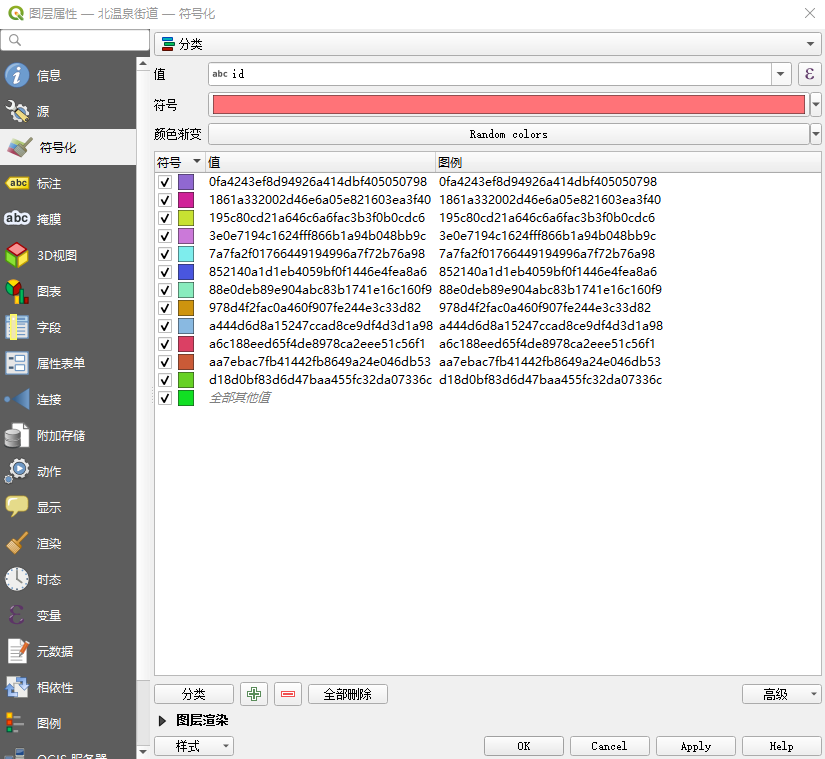 图层属性 — 北温泉街道 — 符号化
信息
源
符号化
标注
掩膜
3D视图
图表
字段
属性表单
连接
附加存储
动作
显示
渲染
时态
变量
元数据
相依性
图例
QGIS 服务器
分类
值 abc id ε
符号
颜色渐变 Random colors
符号 值 图例
0fa4243ef8d94926a414dbf405050798 0fa4243ef8d94926a414dbf405050798
1861a332002d46e6a05e821603ea3f40 1861a332002d46e6a05e821603ea3f40
195c80cd21a646c6a6fac3b3f0b0cdc6 195c80cd21a646c6a6fac3b3f0b0cdc6
3e0e7194c1624fff866b1a94b048bb9c 3e0e7194c1624fff866b1a94b048bb9c
7a7fa2f01766449194996a7f72b76a98 7a7fa2f01766449194996a7f72b76a98
852140a1d1eb4059bf0f1446e4fea8a6 852140a1d1eb4059bf0f1446e4fea8a6
88e0deb89e904abc83b1741e16c160f9 88e0deb89e904abc83b1741e16c160f9
978d4f2fac0a460f907fe244e3c33d82 978d4f2fac0a460f907fe244e3c33d82
a444d6d8a15247ccad8ce9df4d3d1a98 a444d6d8a15247ccad8ce9df4d3d1a98
a6c188eed65f4de8978ca2eee51c56f1 a6c188eed65f4de8978ca2eee51c56f1
aa7ebac7fb41442fb8649a24e046db53 aa7ebac7fb41442fb8649a24e046db53
d18d0bf83d6d47baa455fc32da07336c d18d0bf83d6d47baa455fc32da07336c
全部其他值
分类 全部删除 高级
图层渲染
样式 OK Cancel Apply Help